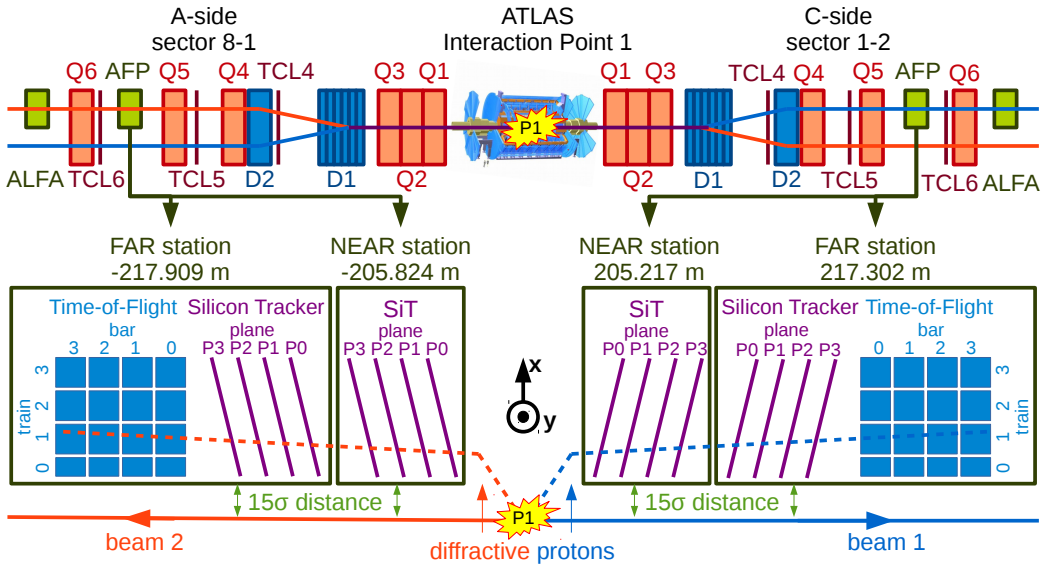 A-side
sector 8-1
ATLAS
Interaction Point 1
C-side
sector 1-2
Q6 AFP Q5 Q4 TCL4 Q3 Q1 Q1 Q3 TCL4 Q4 Q5 AFP Q6
P1
ALFA TCL6 TCL5 D2 D1 Q2 Q2 D1 D2 TCL5 TCL6 ALFA
FAR station
-217.909 m
NEAR station
-205.824 m
NEAR station
205.217 m
FAR station
217.302 m
Time-of-Flight
bar
3 2 1 0
train
3
2
1
0
Silicon Tracker
plane
P3 P2 P1 P0
SiT
plane
P3 P2 P1 P0
x
y
SiT
plane
P0 P1 P2 P3
Silicon Tracker
plane
P0 P1 P2 P3
Time-of-Flight
bar
0 1 2 3
3
2
1
0
train
15σ distance
15σ distance
P1
beam 2
diffractive protons
beam 1